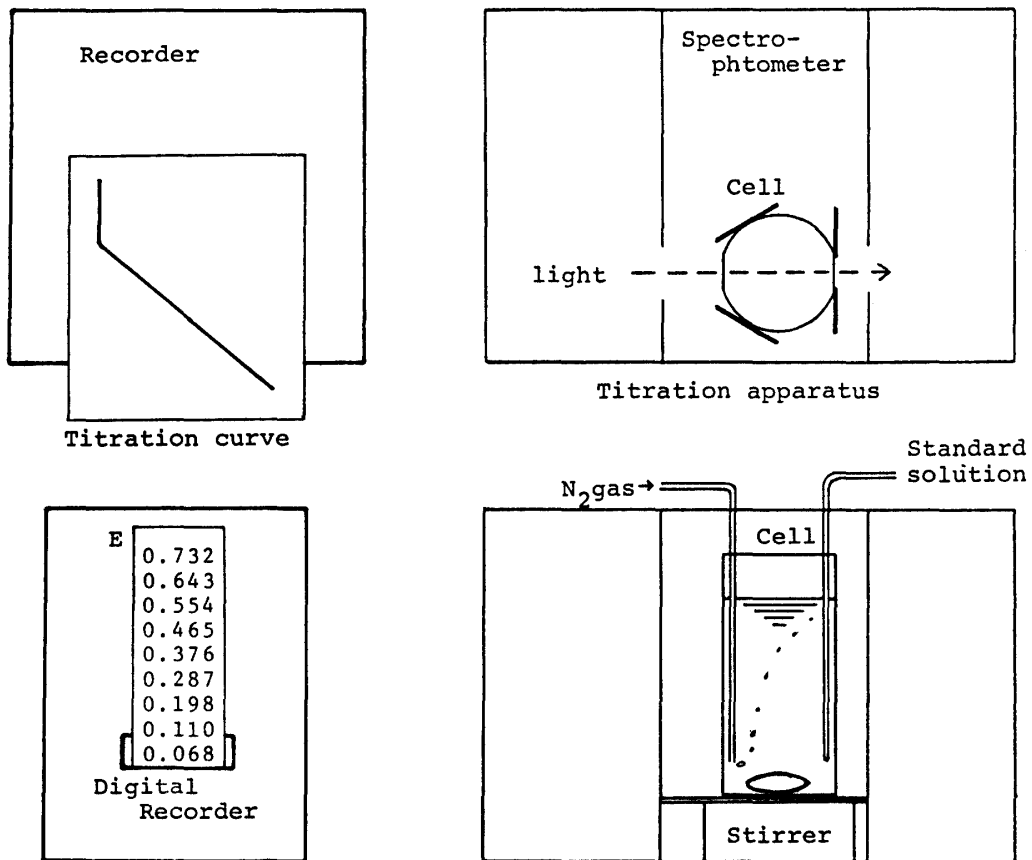 Recorder
Titration curve
Spectro-
phtometer
Cell
light
Titration apparatus
E
0.732
0.643
0.554
0.465
0.376
0.287
0.198
0.110
0.068
Digital
Recorder
Standard
solution
N₂gas→
Cell
Stirrer